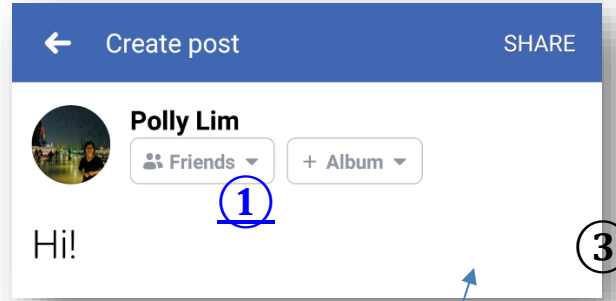 Create post SHARE
Polly Lim
Friends + Album
①
Hi!
③